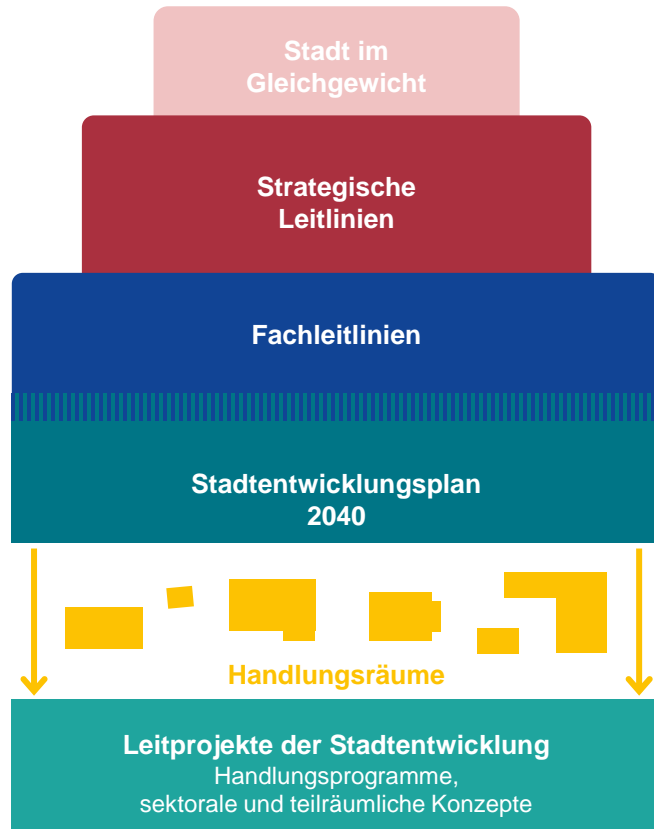 Stadt im
Gleichgewicht
Strategische
Leitlinien
Fachleitlinien
Stadtentwicklungsplan
2040
Handlungsräume
Leitprojekte der Stadtentwicklung
Handlungsprogramme,
sektorale und teilräumliche Konzepte